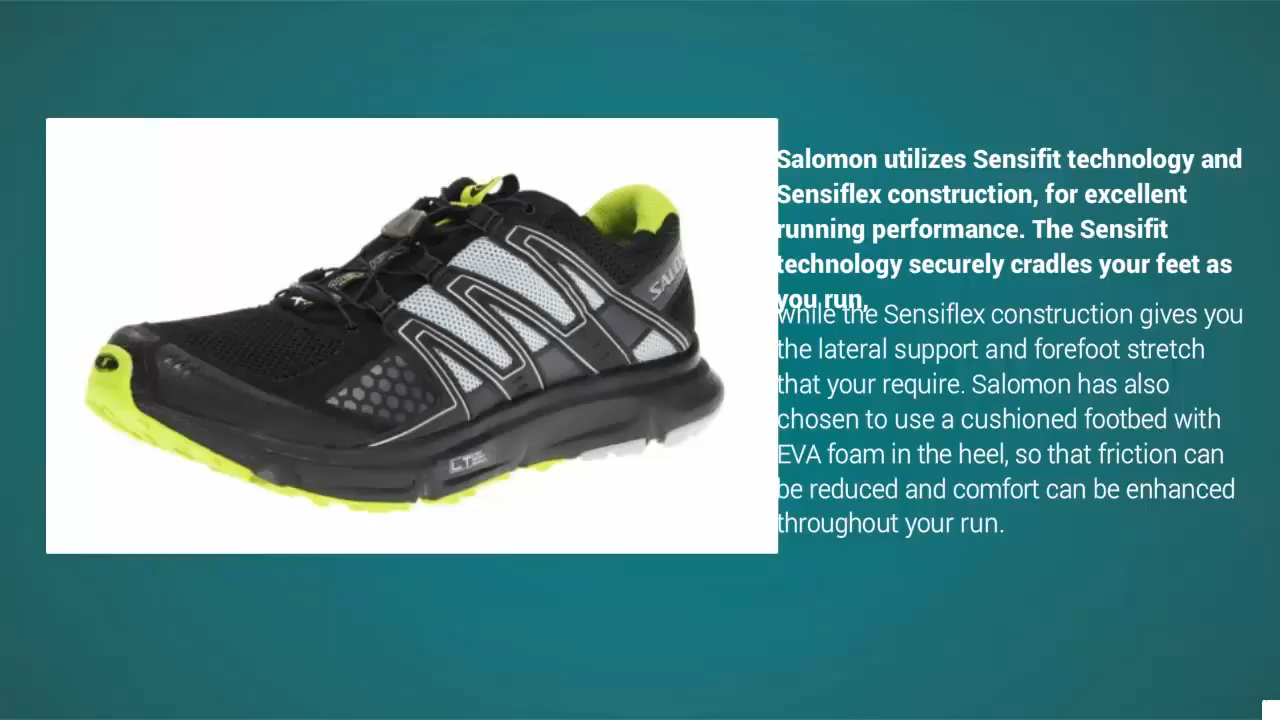 Salomon utilizes Sensifit technology and
Sensiflex construction, for excellent
running performance. The Sensifit
technology securely cradles your feet as
you run,
while the Sensiflex construction gives you
the lateral support and forefoot stretch
that your require. Salomon has also
chosen to use a cushioned footbed with
EVA foam in the heel, so that friction can
be reduced and comfort can be enhanced
throughout your run.